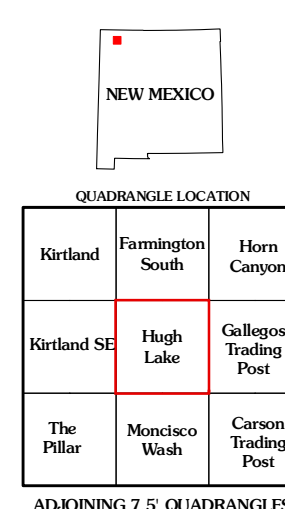 NEW MEXICO
QUADRANGLE LOCATION
Kirtland
Farmington
South
Horn
Canyon
Kirtland SE
Hugh
Lake
Gallegos
Trading
Post
The
Pillar
Moncisco
Wash
Carson
Trading
Post
ADJOINING 7.5' QUADRANGLES